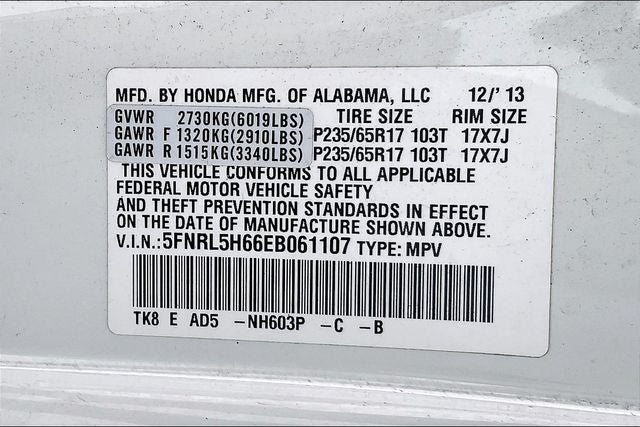 MFD. BY HONDA MFG. OF ALABAMA, LLC 12/'13
GVWR 2730KG(6019LBS) TIRE SIZE RIM SIZE
GAWR F 1320KG(2910LBS) P235/65R17 103T 17X7J
GAWR R 1515KG(3340LBS) P235/65R17 103T 17X7J
THIS VEHICLE CONFORMS TO ALL APPLICABLE
FEDERAL MOTOR VEHICLE SAFETY
AND THEFT PREVENTION STANDARDS IN EFFECT
ON THE DATE OF MANUFACTURE SHOWN ABOVE.
V.I.N.:5FNRL5H66EB061107 TYPE: MPV
TK8 E AD5 -NH603P -C -B